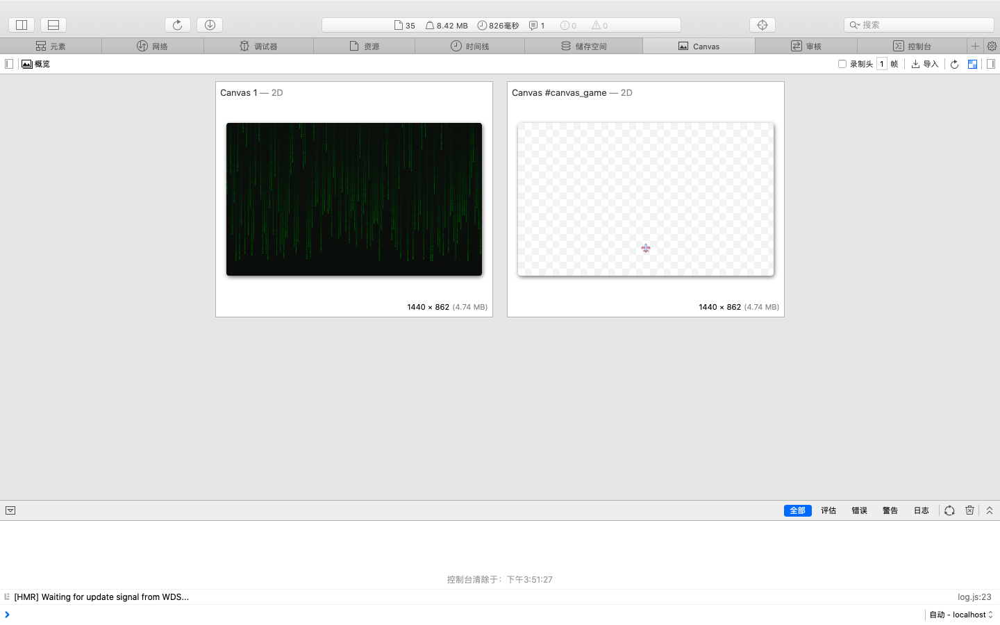 35 8.42 MB 826毫秒 1 0 0 搜索
元素 网络 调试器 资源 时间线 储存空间 Canvas 审核 控制台
概览 录制头 1 帧 导入
Canvas 1 — 2D
1440 × 862 (4.74 MB)
Canvas #canvas_game — 2D
1440 × 862 (4.74 MB)
全部 评估 错误 警告 日志
控制台清除于：下午3:51:27
[HMR] Waiting for update signal from WDS... log.js:23
自动 - localhost